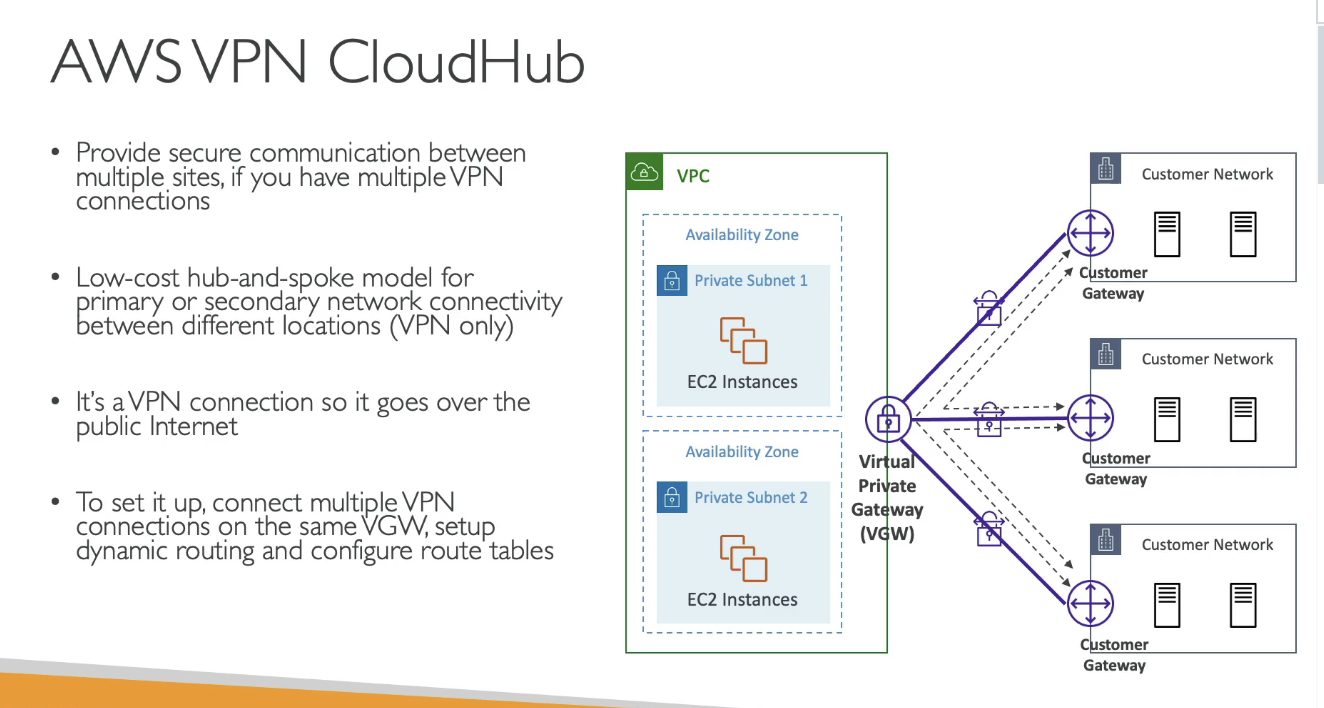 AWS VPN CloudHub
• Provide secure communication between
multiple sites, if you have multiple VPN
connections
• Low-cost hub-and-spoke model for
primary or secondary network connectivity
between different locations (VPN only)
• It's a VPN connection so it goes over the
public Internet
• To set it up, connect multiple VPN
connections on the same VGW, setup
dynamic routing and configure route tables
VPC
Availability Zone
Private Subnet 1
EC2 Instances
Availability Zone
Private Subnet 2
EC2 Instances
Virtual
Private
Gateway
(VGW)
Customer Network
Customer
Gateway
Customer Network
Customer
Gateway
Customer Network
Customer
Gateway